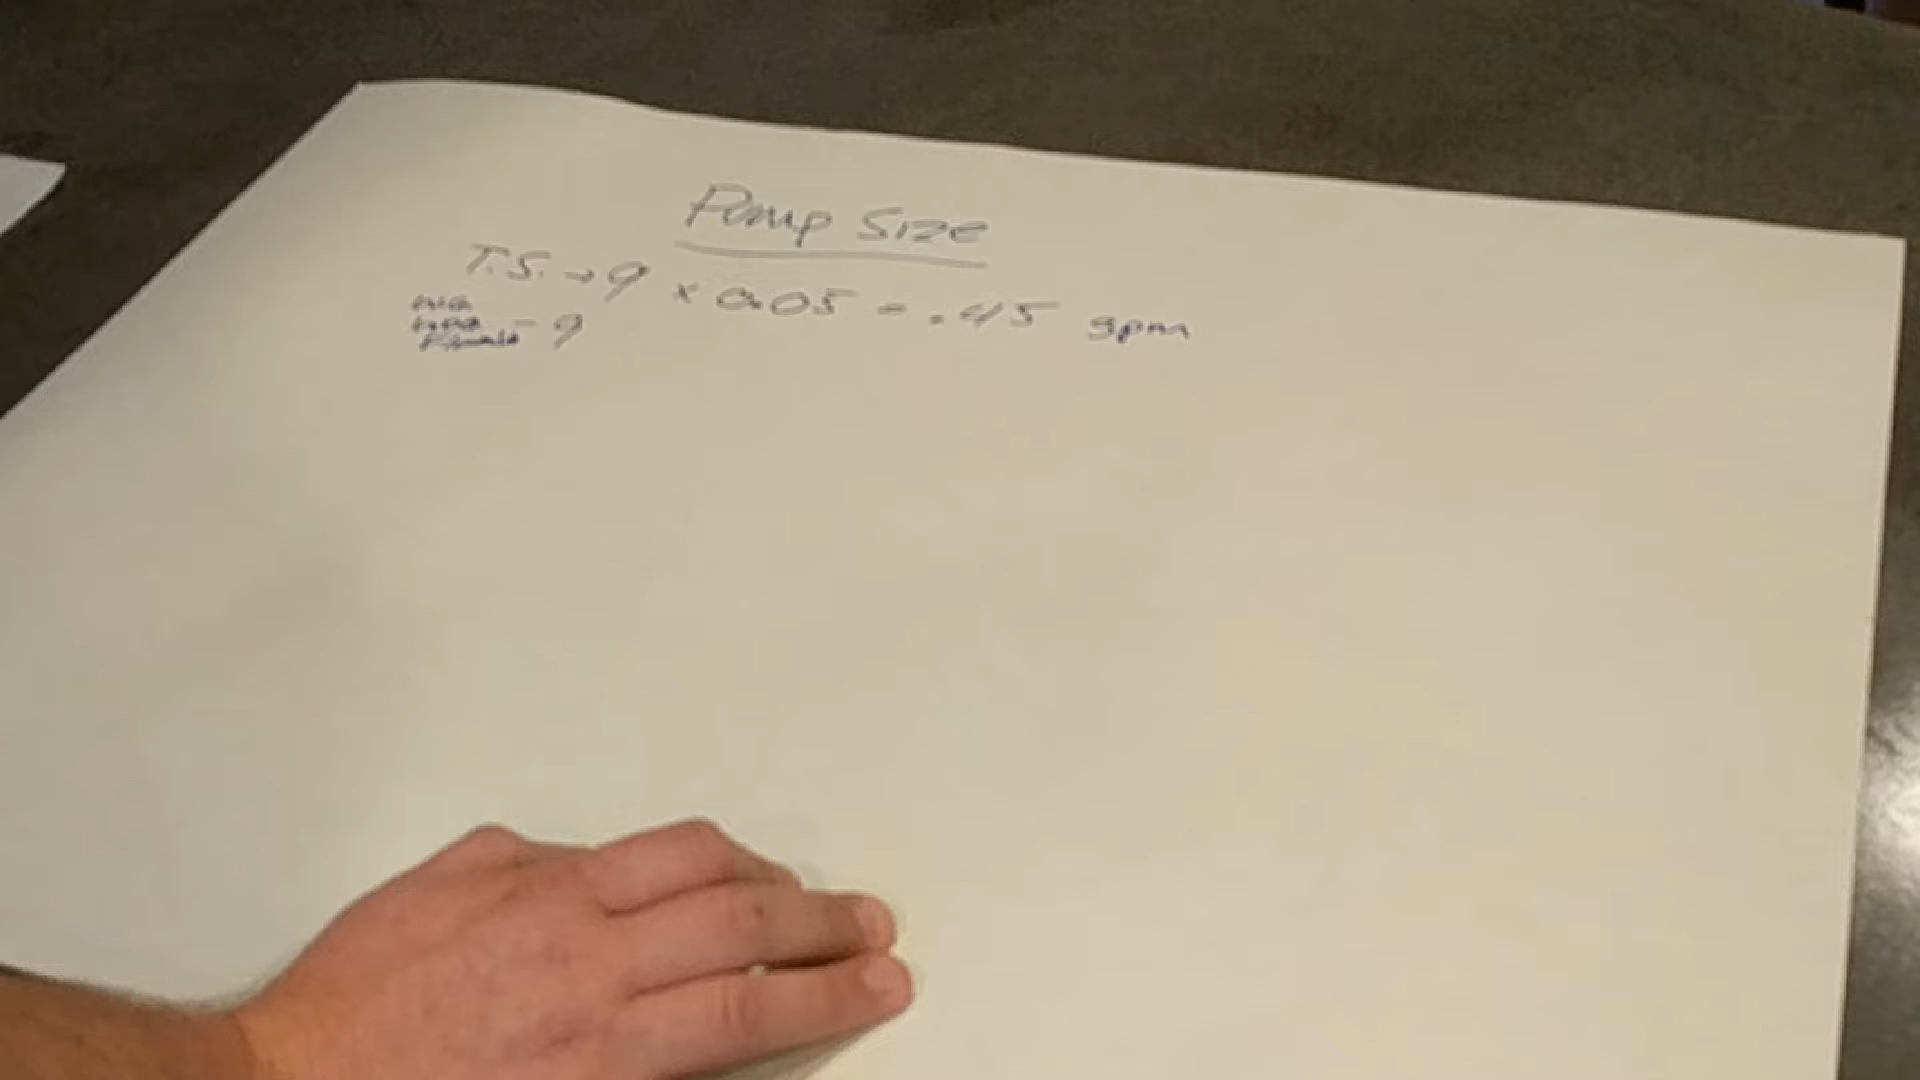 Pump Size
T.S. → 9 x 0.05 = .45 gpm
- 9